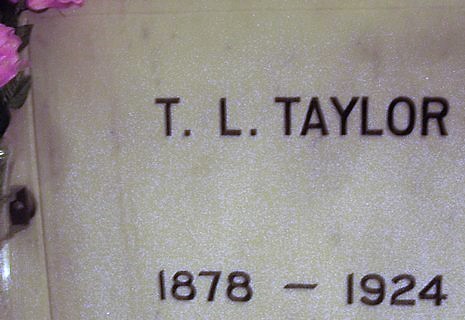 T. L. TAYLOR
1878 — 1924